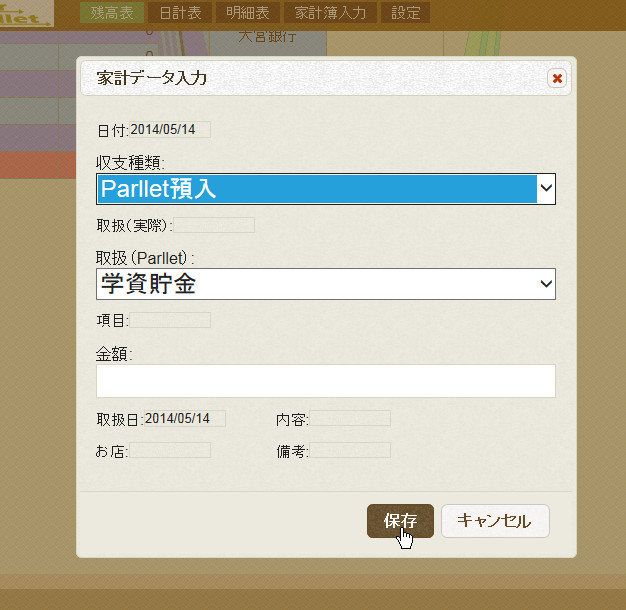 llet
残高表 日計表 明細表 家計簿入力 設定
大宮銀行
家計データ入力
日付:2014/05/14
収支種類:
Parllet預入
取扱(実際):
取扱(Parllet):
学資貯金
項目:
金額:
取扱日:2014/05/14 内容:
お店: 備考:
保存 キャンセル